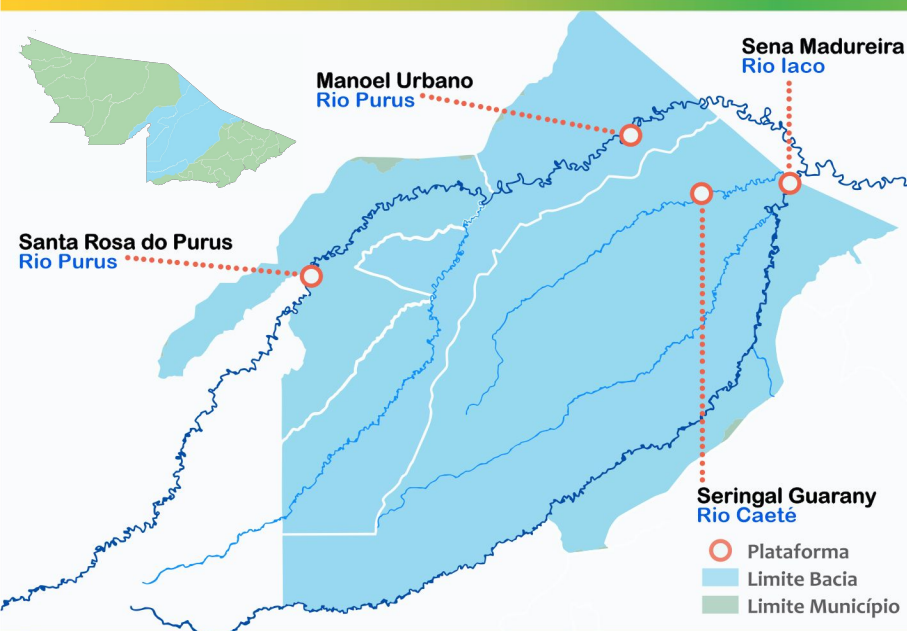 Sena Madureira
Rio Iaco
Manoel Urbano
Rio Purus
Santa Rosa do Purus
Rio Purus
Seringal Guarany
Rio Caeté
Plataforma
Limite Bacia
Limite Município